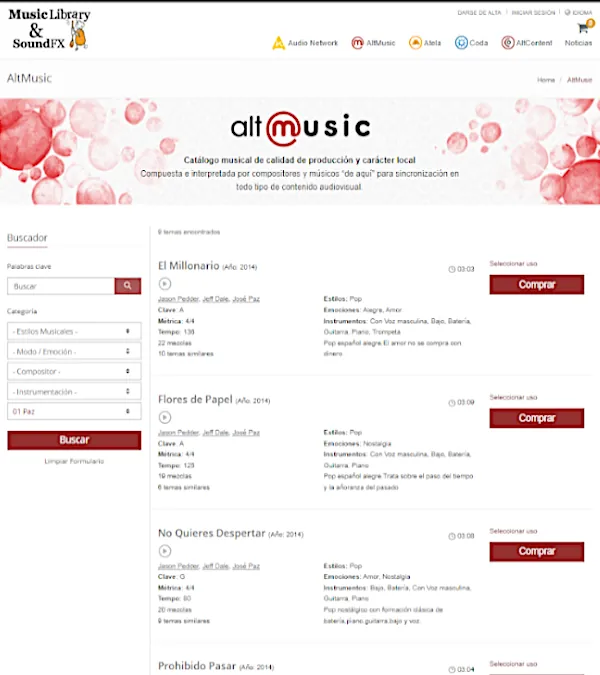 Music Library
&
SoundFX
DARSE DE ALTA | INICIAR SESIÓN | IDIOMA
0
Audio Network AltMusic Atela Coda AltContent Noticias
AltMusic
Home / AltMusic
altmusic
Catálogo musical de calidad de producción y carácter local
Compuesta e interpretada por compositores y músicos "de aquí" para sincronización en
todo tipo de contenido audiovisual
Buscador
Palabras clave
Buscar
Categoría
- Estilos Musicales -
- Modo / Emoción -
- Compositor -
- Instrumentación -
01 Paz
Buscar
Limpiar Formulario
9 temas encontrados
El Millonario (Año: 2014)
03:03
Seleccionar uso
Comprar
Jason Pedder, Jeff Dale, José Paz
Clave: A
Métrica: 4/4
Tempo: 138
22 mezclas
10 temas similares
Estilos: Pop
Emociones: Alegra, Amor
Instrumentos: Con Voz masculina, Bajo, Batería,
Guitarra, Piano, Trompeta
Pop español alegre El amor no se compra con
dinero
Flores de Papel (Año: 2014)
03:09
Seleccionar uso
Comprar
Jason Pedder, Jeff Dale, José Paz
Clave: A
Métrica: 4/4
Tempo: 128
19 mezclas
6 temas similares
Estilos: Pop
Emociones: Nostalgia
Instrumentos: Con Voz masculina, Bajo, Batería,
Guitarra, Piano
Pop español alegre Trata sobre el paso del tiempo
y la añoranza del pasado
No Quieres Despertar (Año: 2014)
03:08
Seleccionar uso
Comprar
Jason Pedder, Jeff Dale, José Paz
Clave: G
Métrica: 4/4
Tempo: 80
20 mezclas
9 temas similares
Estilos: Pop
Emociones: Amor, Nostalgia
Instrumentos: Bajo, Batería, Con Voz masculina,
Guitarra, Piano
Pop nostálgico con formación clásica de
batería,piano,guitarra,bajo y voz.
Prohibido Pasar (Año: 2014)
03:04
Seleccionar uso